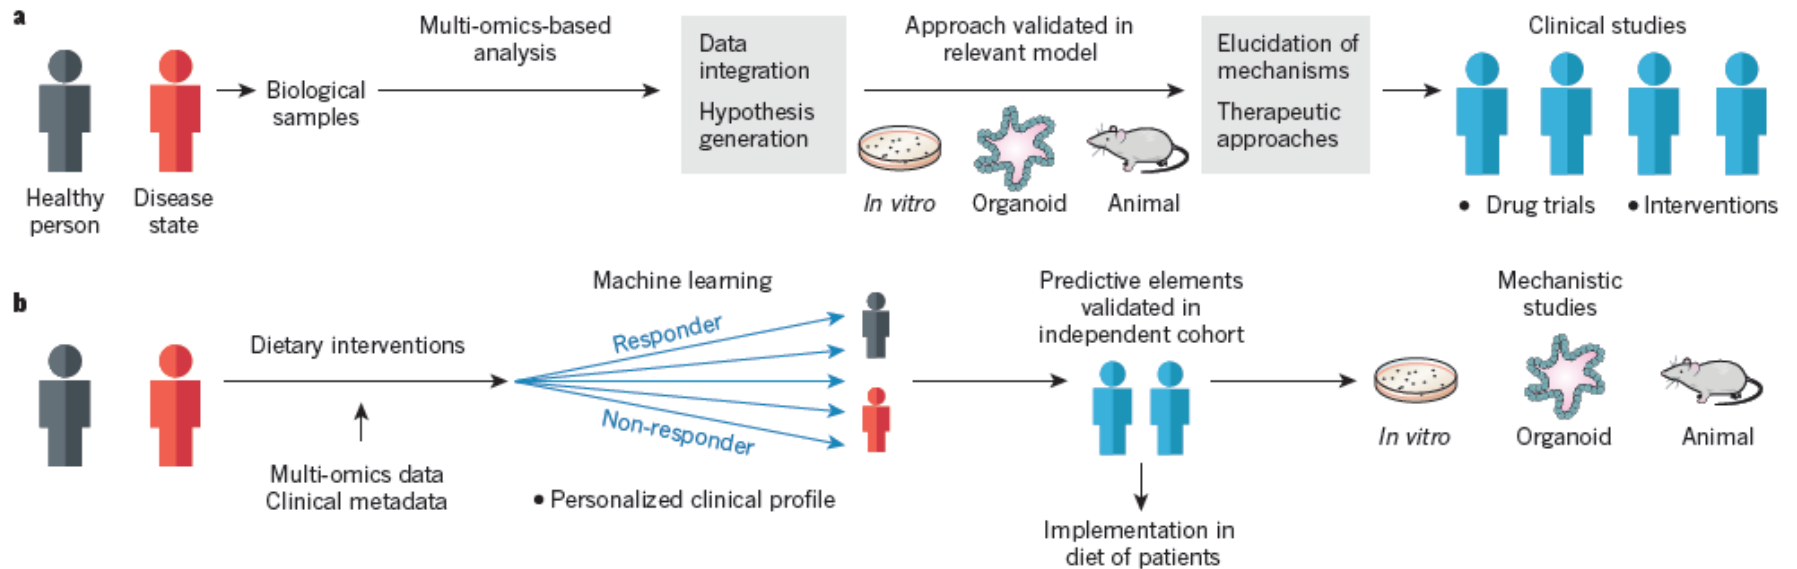 a
Multi-omics-based
analysis
Approach validated in
relevant model
Clinical studies
Data
integration
Hypothesis
generation
Elucidation of
mechanisms
Therapeutic
approaches
Biological
samples
Healthy
person
Disease
state
In vitro
Organoid
Animal
• Drug trials
• Interventions
b
Machine learning
Predictive elements
validated in
independent cohort
Mechanistic
studies
Dietary interventions
Responder
Non-responder
Multi-omics data
Clinical metadata
• Personalized clinical profile
In vitro
Organoid
Animal
Implementation in
diet of patients